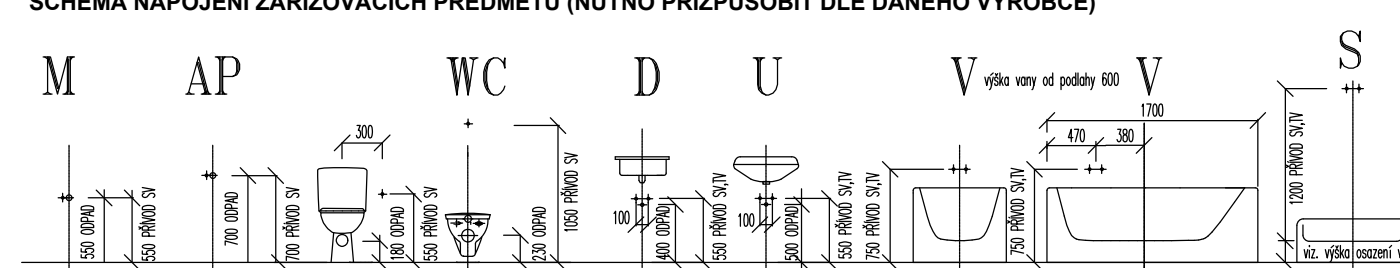 SCHÉMA NAPOJENÍ ZAŘIZOVACÍCH PŘEDMĚTŮ (NUTNO PŘIZPŮSOBIT DLE DANÉHO VÝROBCE)
M AP WC D U V V S
výška vany od podlahy 600
1700
470 380
300
550 ODPAD
550 PŘÍVOD SV
700 ODPAD
700 PŘÍVOD SV
180 ODPAD
550 PŘÍVOD SV
230 ODPAD
1050 PŘÍVOD SV
100
400 ODPAD
550 PŘÍVOD SV,TV
100
500 ODPAD
550 PŘÍVOD SV,TV
750 PŘÍVOD SV,TV
750 PŘÍVOD SV,TV
1200 PŘÍVOD SV,TV
viz. výška osazení v